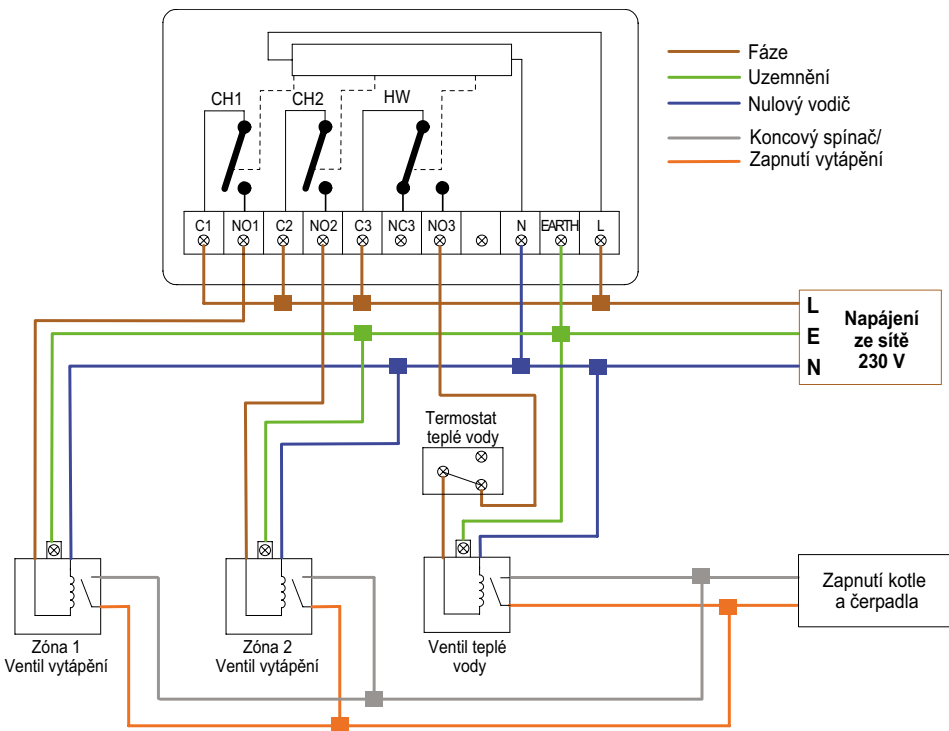 Fáze
Uzemnění
Nulový vodič
Koncový spínač/
Zapnutí vytápění
CH1
CH2
HW
C1
NO1
C2
NO2
C3
NC3
NO3
N
EARTH
L
L
E
N
Napájení
ze sítě
230 V
Termostat
teplé vody
Zóna 1
Ventil vytápění
Zóna 2
Ventil vytápění
Ventil teplé
vody
Zapnutí kotle
a čerpadla